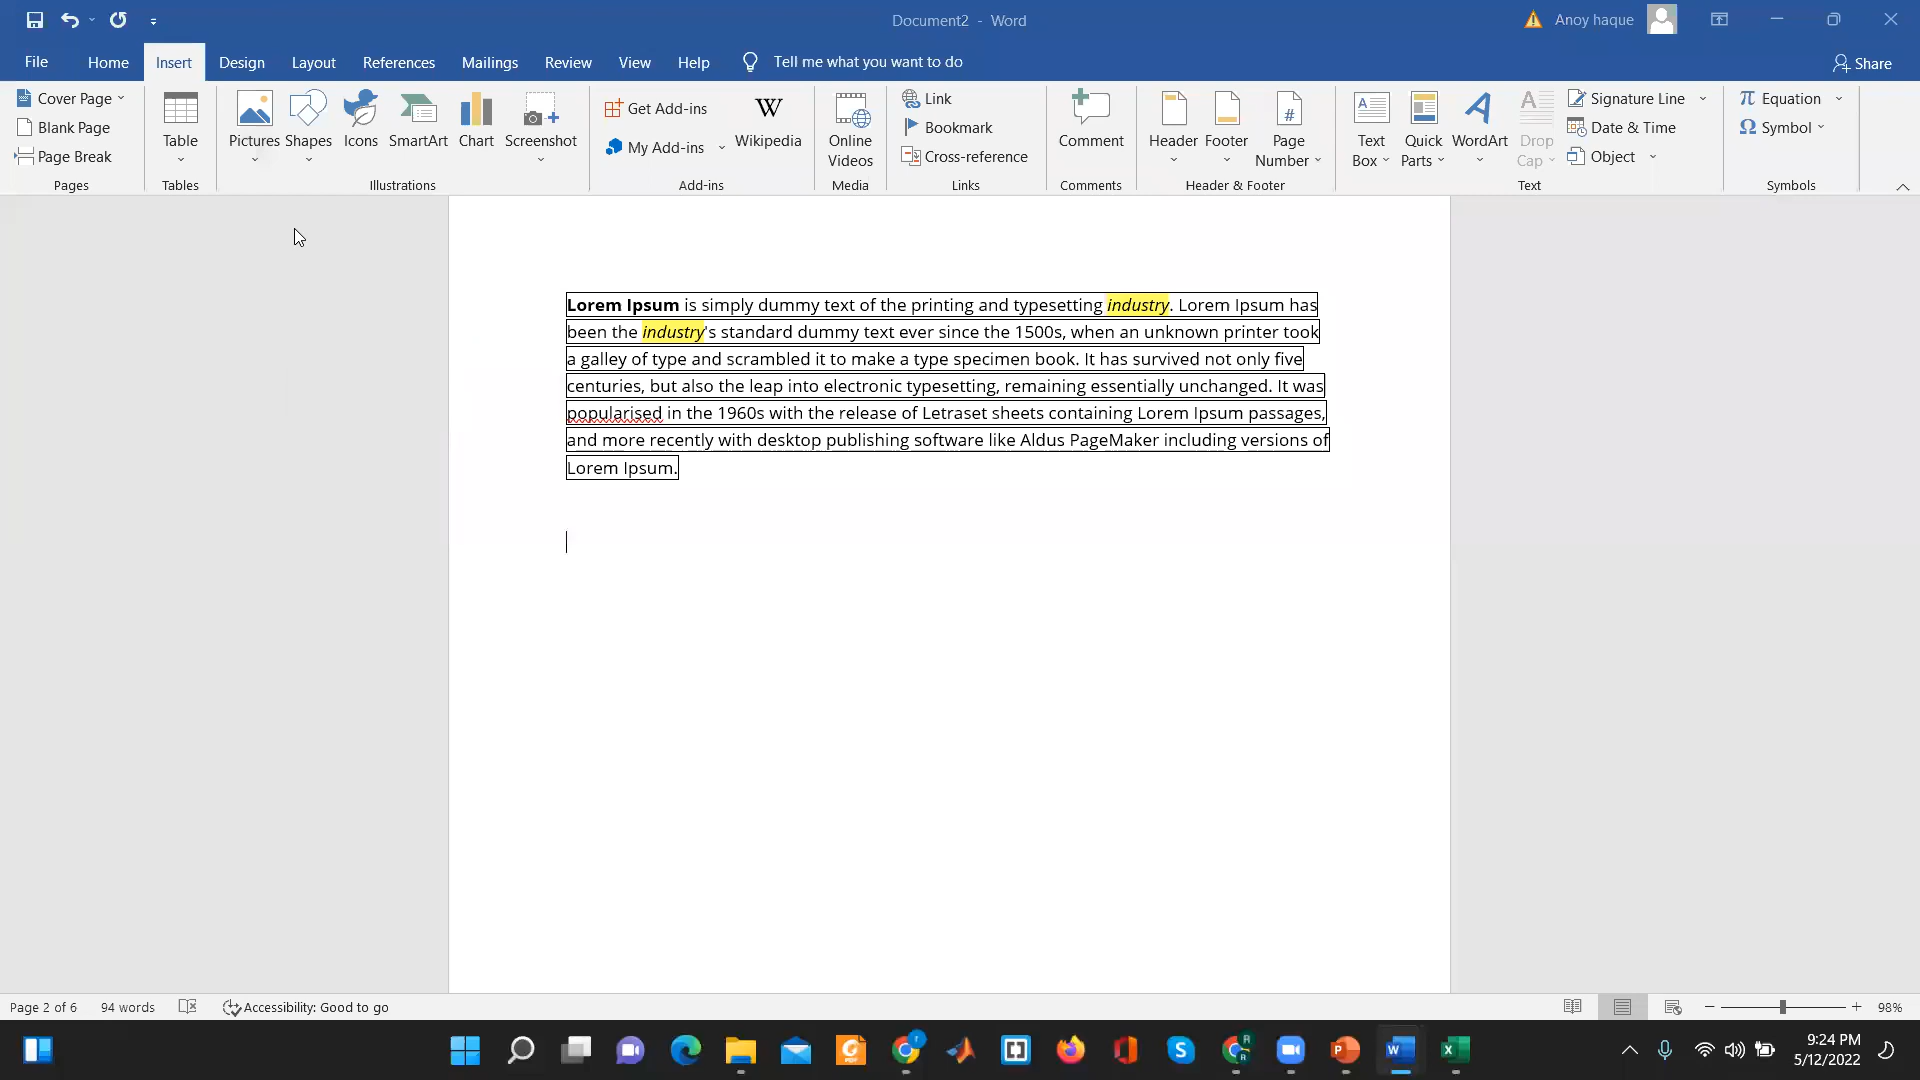 Document2 - Word
Anoy haque
File Home Insert Design Layout References Mailings Review View Help Tell me what you want to do
Share
Cover Page
Blank Page
Page Break
Pages
Table
Tables
Pictures Shapes Icons SmartArt Chart Screenshot
Illustrations
Get Add-ins
My Add-ins
W
Wikipedia
Add-ins
Online
Videos
Media
Link
Bookmark
Cross-reference
Links
Comment
Comments
Header Footer Page
Number
Header & Footer
Text
Box
Quick
Parts
WordArt
Drop
Cap
Signature Line
Date & Time
Object
Text
π Equation
Ω Symbol
Symbols
Lorem Ipsum is simply dummy text of the printing and typesetting industry. Lorem Ipsum has
been the industry's standard dummy text ever since the 1500s, when an unknown printer took
a galley of type and scrambled it to make a type specimen book. It has survived not only five
centuries, but also the leap into electronic typesetting, remaining essentially unchanged. It was
popularised in the 1960s with the release of Letraset sheets containing Lorem Ipsum passages,
and more recently with desktop publishing software like Aldus PageMaker including versions of
Lorem Ipsum.
Page 2 of 6 94 words Accessibility: Good to go
98%
9:24 PM
5/12/2022